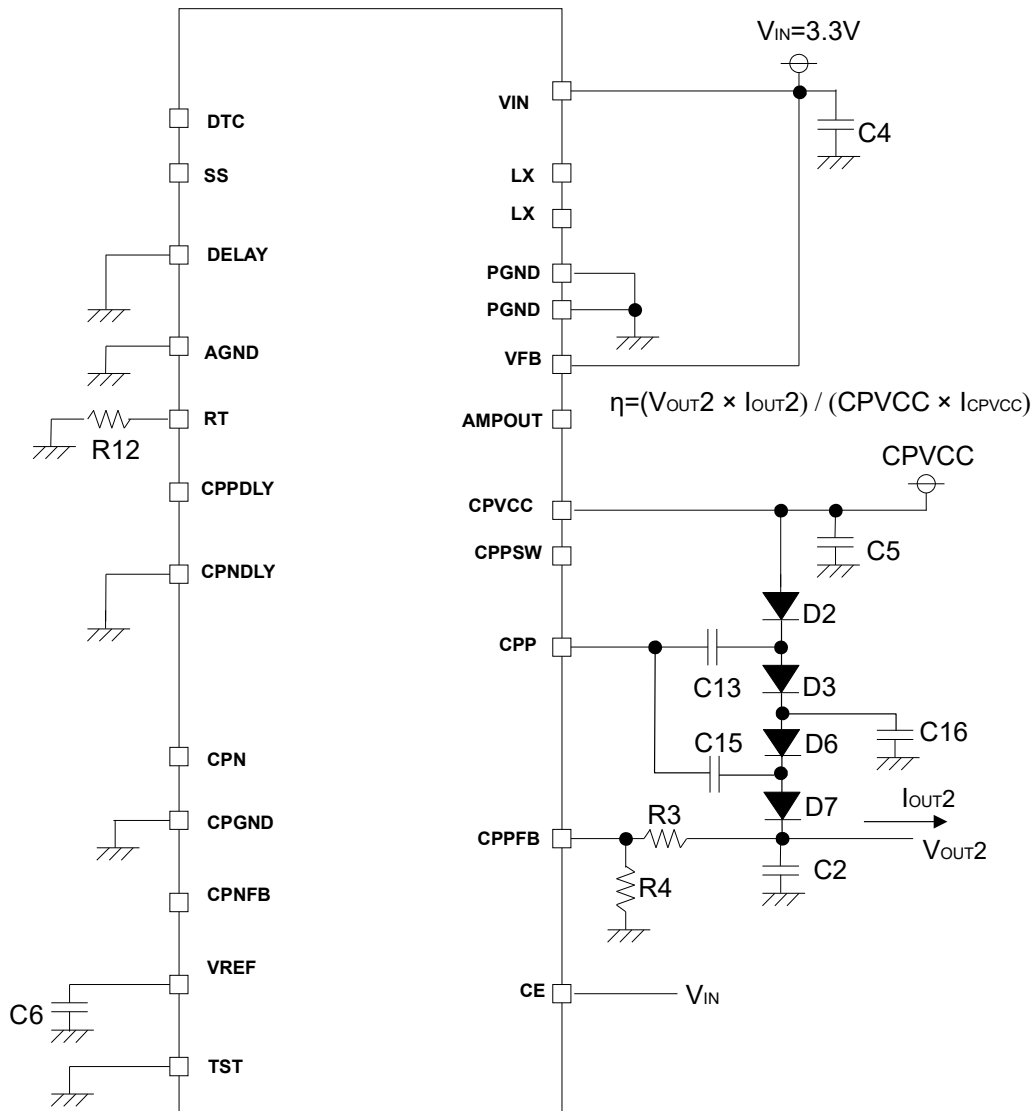 VIN=3.3V
VIN
C4
DTC
SS
LX
LX
DELAY
PGND
PGND
AGND
VFB
η=(VOUT2 × IOUT2) / (CPVCC × ICPVCC)
RT
R12
AMPOUT
CPVCC
CPPDLY
CPVCC
C5
CPPSW
CPNDLY
D2
CPP
C13
D3
C16
C15
D6
CPN
D7
IOUT2
CPGND
R3
CPPFB
VOUT2
C2
R4
CPNFB
VREF
CE
VIN
C6
TST